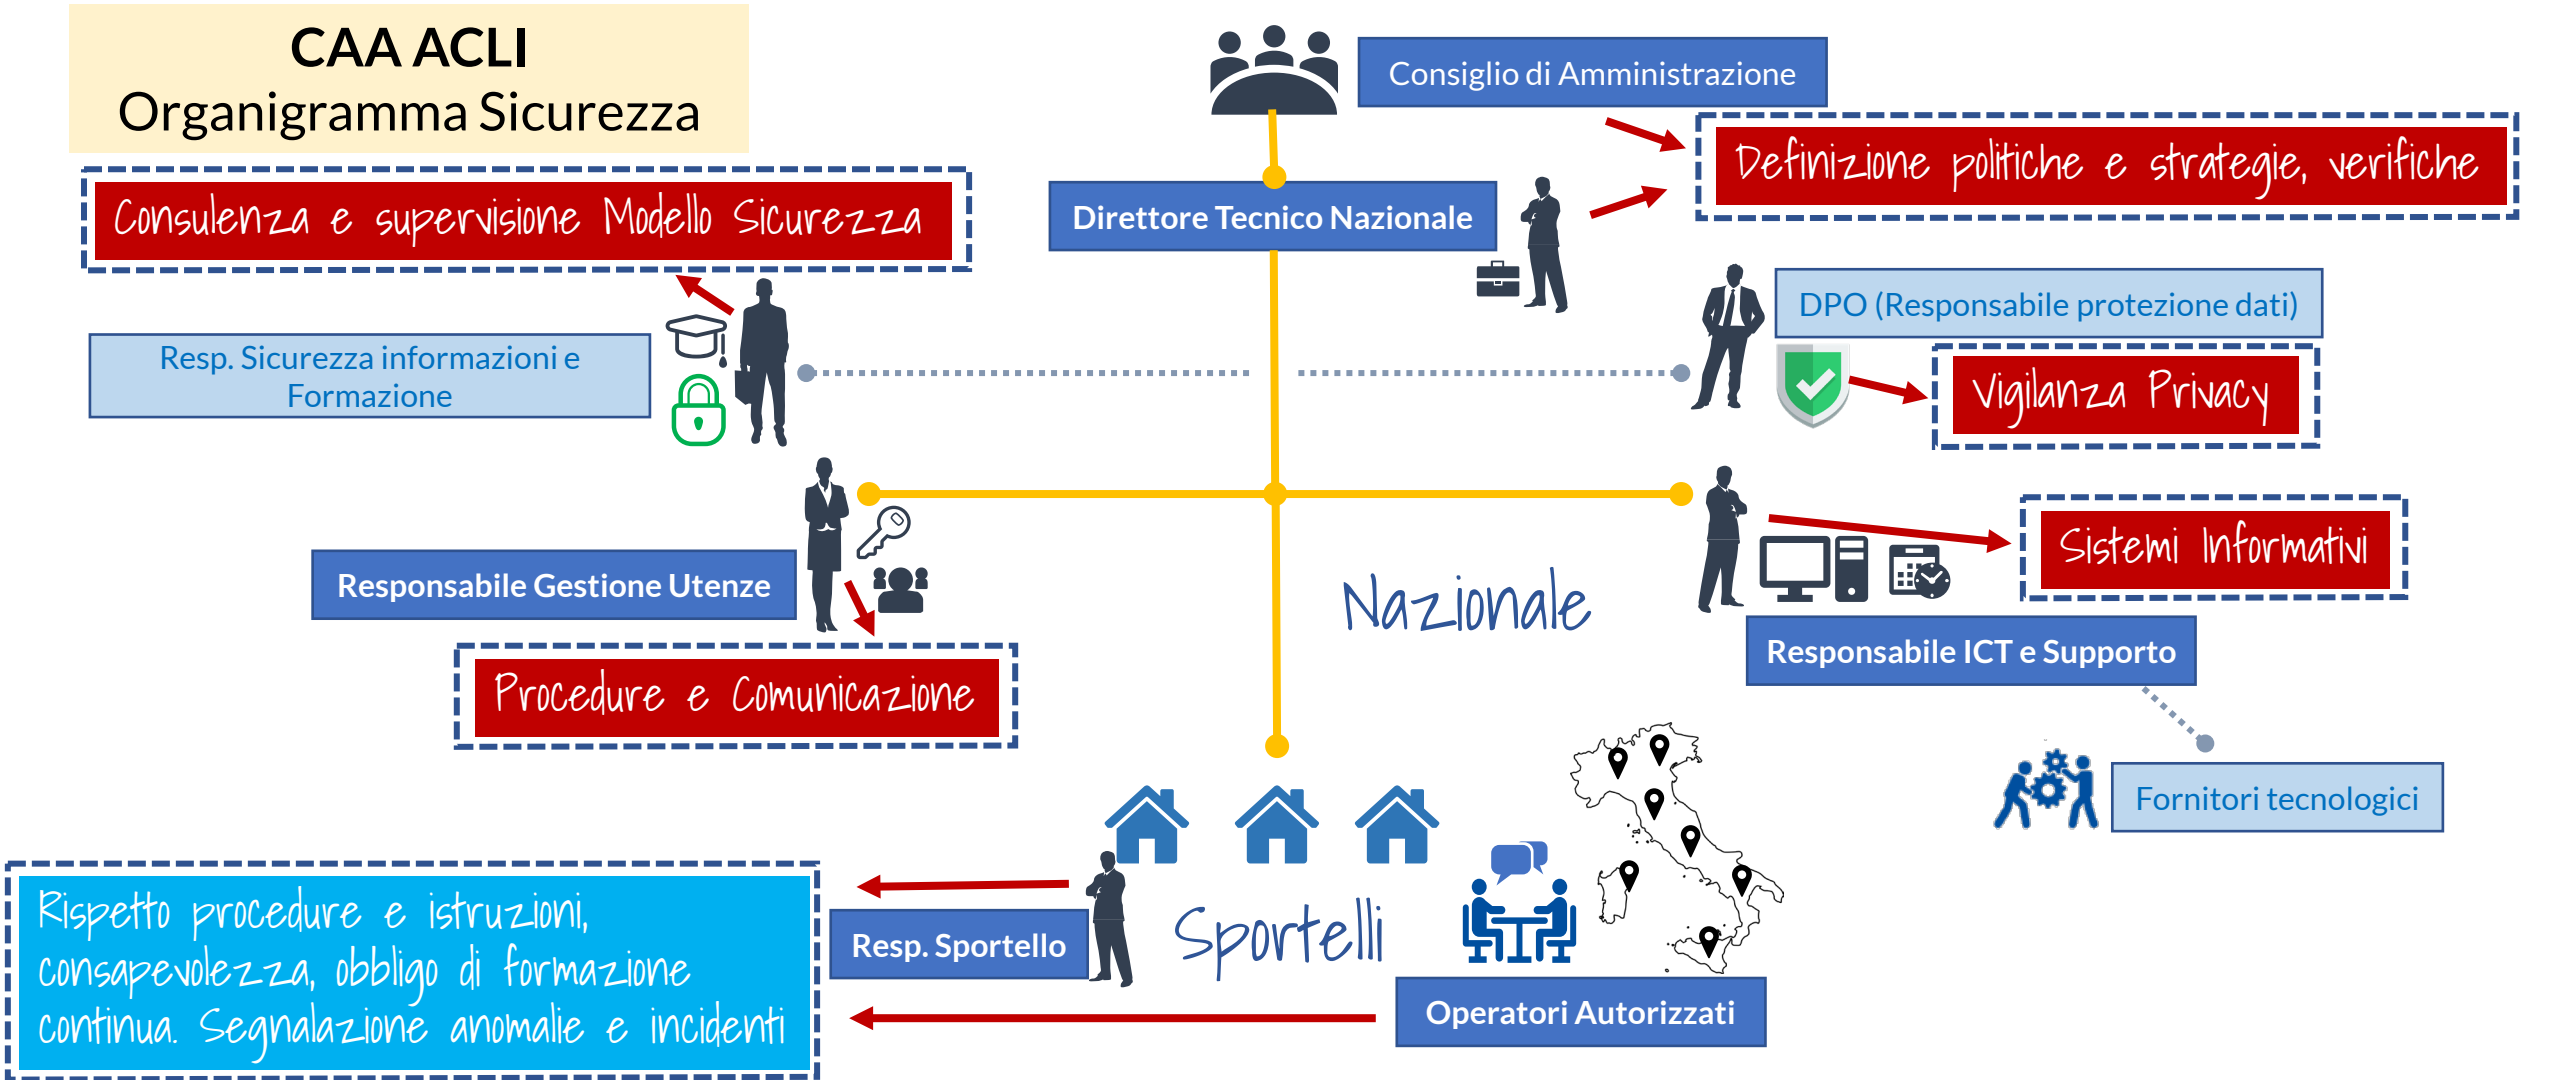 CAA ACLI
Organigramma Sicurezza
Consiglio di Amministrazione
Definizione politiche e strategie, verifiche
Consulenza e supervisione Modello Sicurezza
Direttore Tecnico Nazionale
DPO (Responsabile protezione dati)
Resp. Sicurezza informazioni e
Formazione
Vigilanza Privacy
Sistemi Informativi
Responsabile Gestione Utenze
Nazionale
Responsabile ICT e Supporto
Procedure e Comunicazione
Fornitori tecnologici
Rispetto procedure e istruzioni,
consapevolezza, obbligo di formazione
continua. Segnalazione anomalie e incidenti
Resp. Sportello
Sportelli
Operatori Autorizzati